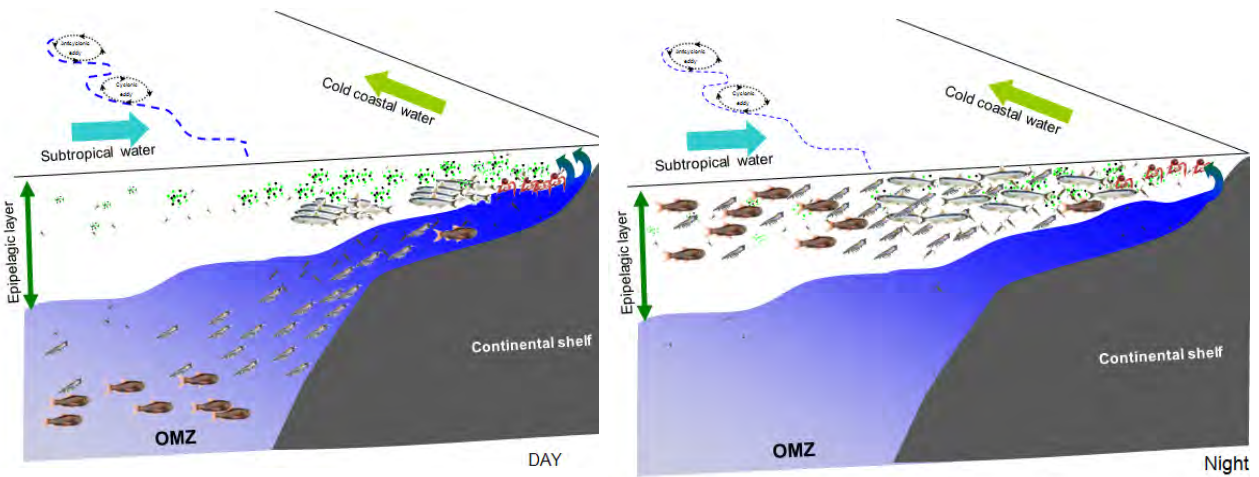 Anticyclonic
eddy
Cyclonic
eddy
Cold coastal
water
Subtropical water
Epipelagic layer
Continental shelf
OMZ
DAY
Anticyclonic
eddy
Cyclonic
eddy
Cold coastal
water
Subtropical water
Epipelagic layer
Continental shelf
OMZ
Night